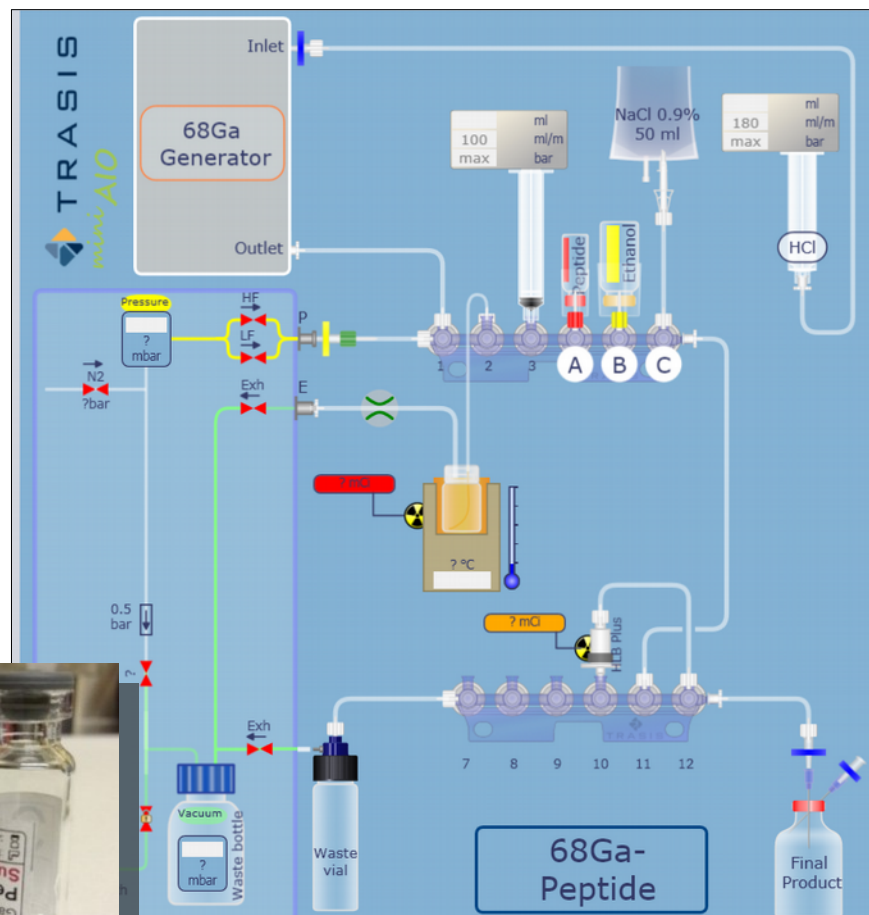 TRASIS
mini AIO
Inlet
68Ga
Generator
Outlet
100
max
ml
ml/m
bar
NaCl 0.9%
50 ml
180
max
ml
ml/m
bar
HCl
Peptide
Ethanol
Pressure
?
mbar
HF
LF
P
1
2
3
A
B
C
N2
?bar
Exh
E
? mCi
? °C
0.5
bar
?
? mCi
HLB Plus
Exh
TRASIS
7
8
9
10
11
12
Vacuum
?
mbar
Waste bottle
Waste
vial
68Ga-
Peptide
Final
Product